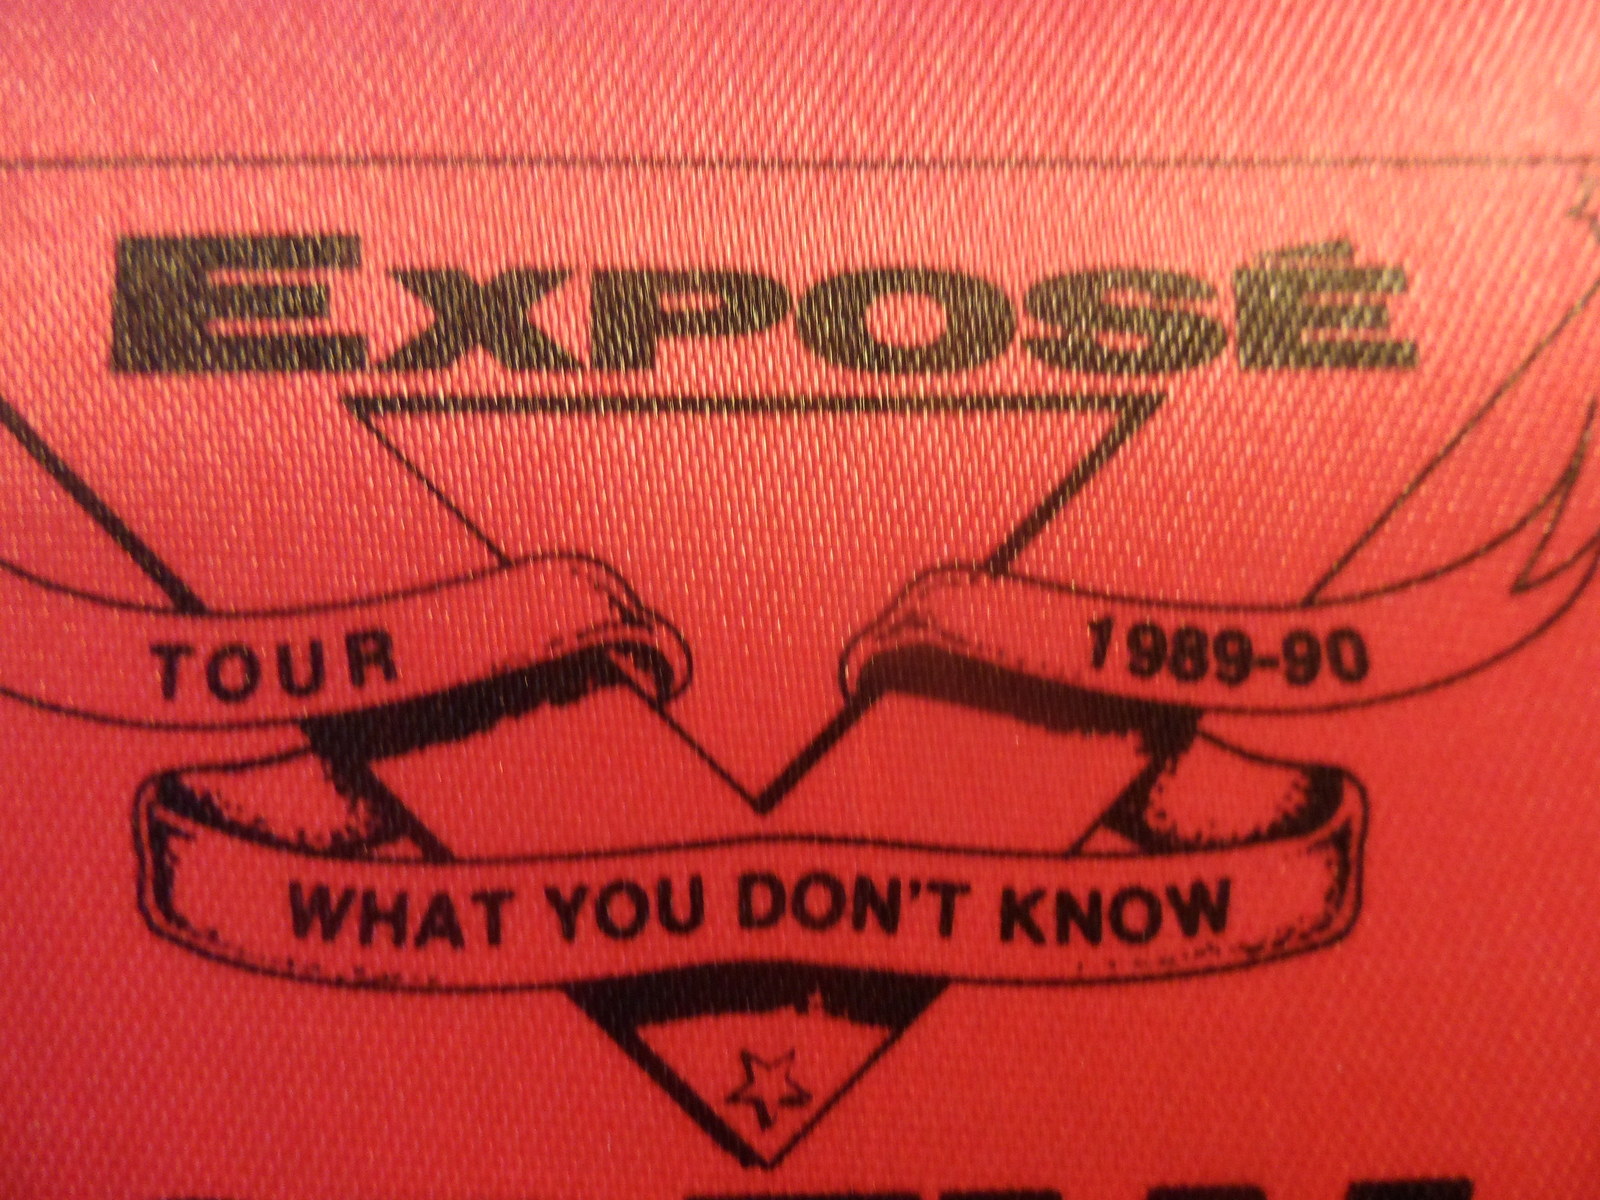 EXPOSÉ
TOUR 1989-90
WHAT YOU DON'T KNOW